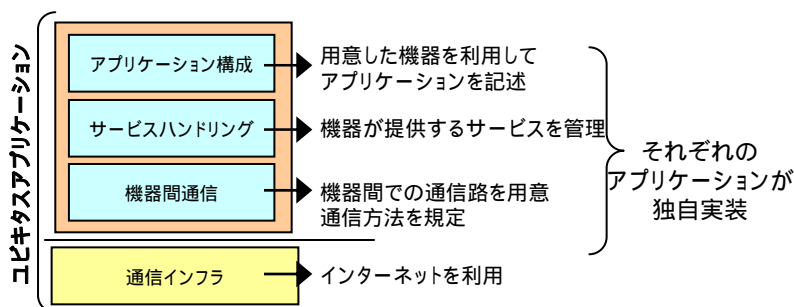 ユビキタスアプリケーション
アプリケーション構成
用意した機器を利用して
アプリケーションを記述
サービスハンドリング
機器が提供するサービスを管理
機器間通信
機器間での通信路を用意
通信方法を規定
それぞれの
アプリケーションが
独自実装
通信インフラ
インターネットを利用